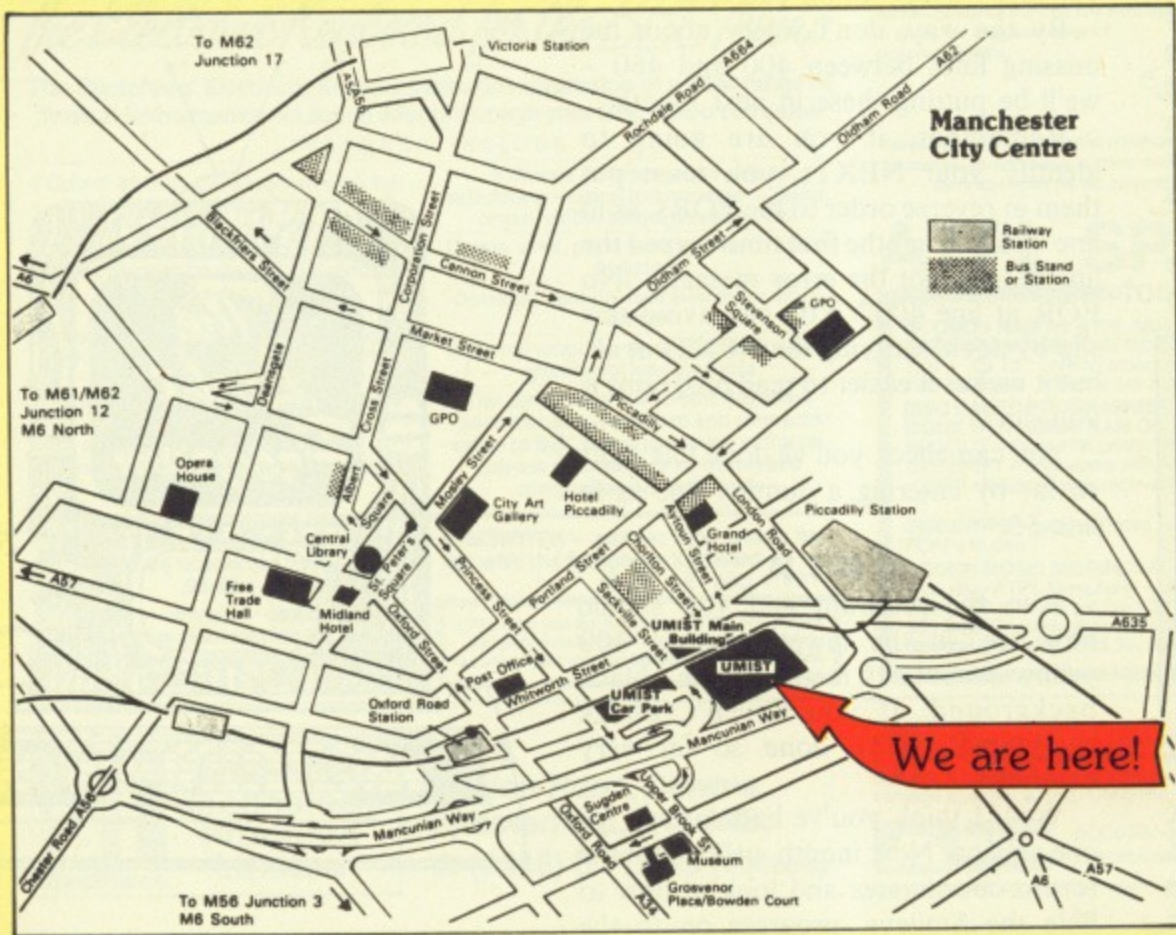 To M62
Junction 17
Victoria Station
A56
A664
Rochdale Road
A62
Oldham Road
Manchester
City Centre
Railway
Station
Bus Stand
or Station
Blackfriars Street
Corporation Street
Cannon Street
Oldham Street
Stevenson
Square
GPO
A6
Market Street
Deansgate
Cross Street
GPO
Piccadilly
To M61/M62
Junction 12
M6 North
Opera
House
Albert
Square
Mosley Street
City Art
Gallery
Hotel
Piccadilly
London Road
Piccadilly Station
Grand
Hotel
Aytoun Street
Chorlton Street
Central
Library
St. Peter's
Square
Princess Street
Portland Street
Sackville Street
A57
Free
Trade
Hall
Midland
Hotel
Oxford Street
UMIST Main
Building
A635
Post Office
Whitworth Street
UMIST
UMIST
Car Park
Oxford Road
Station
Mancunian Way
We are here!
Chester Road A56
Mancunian Way
Sugden
Centre
Upper Brook St.
Oxford Road
Museum
Grosvenor
Place/Bowden Court
A34
A6
A57
To M56 Junction 3
M6 South